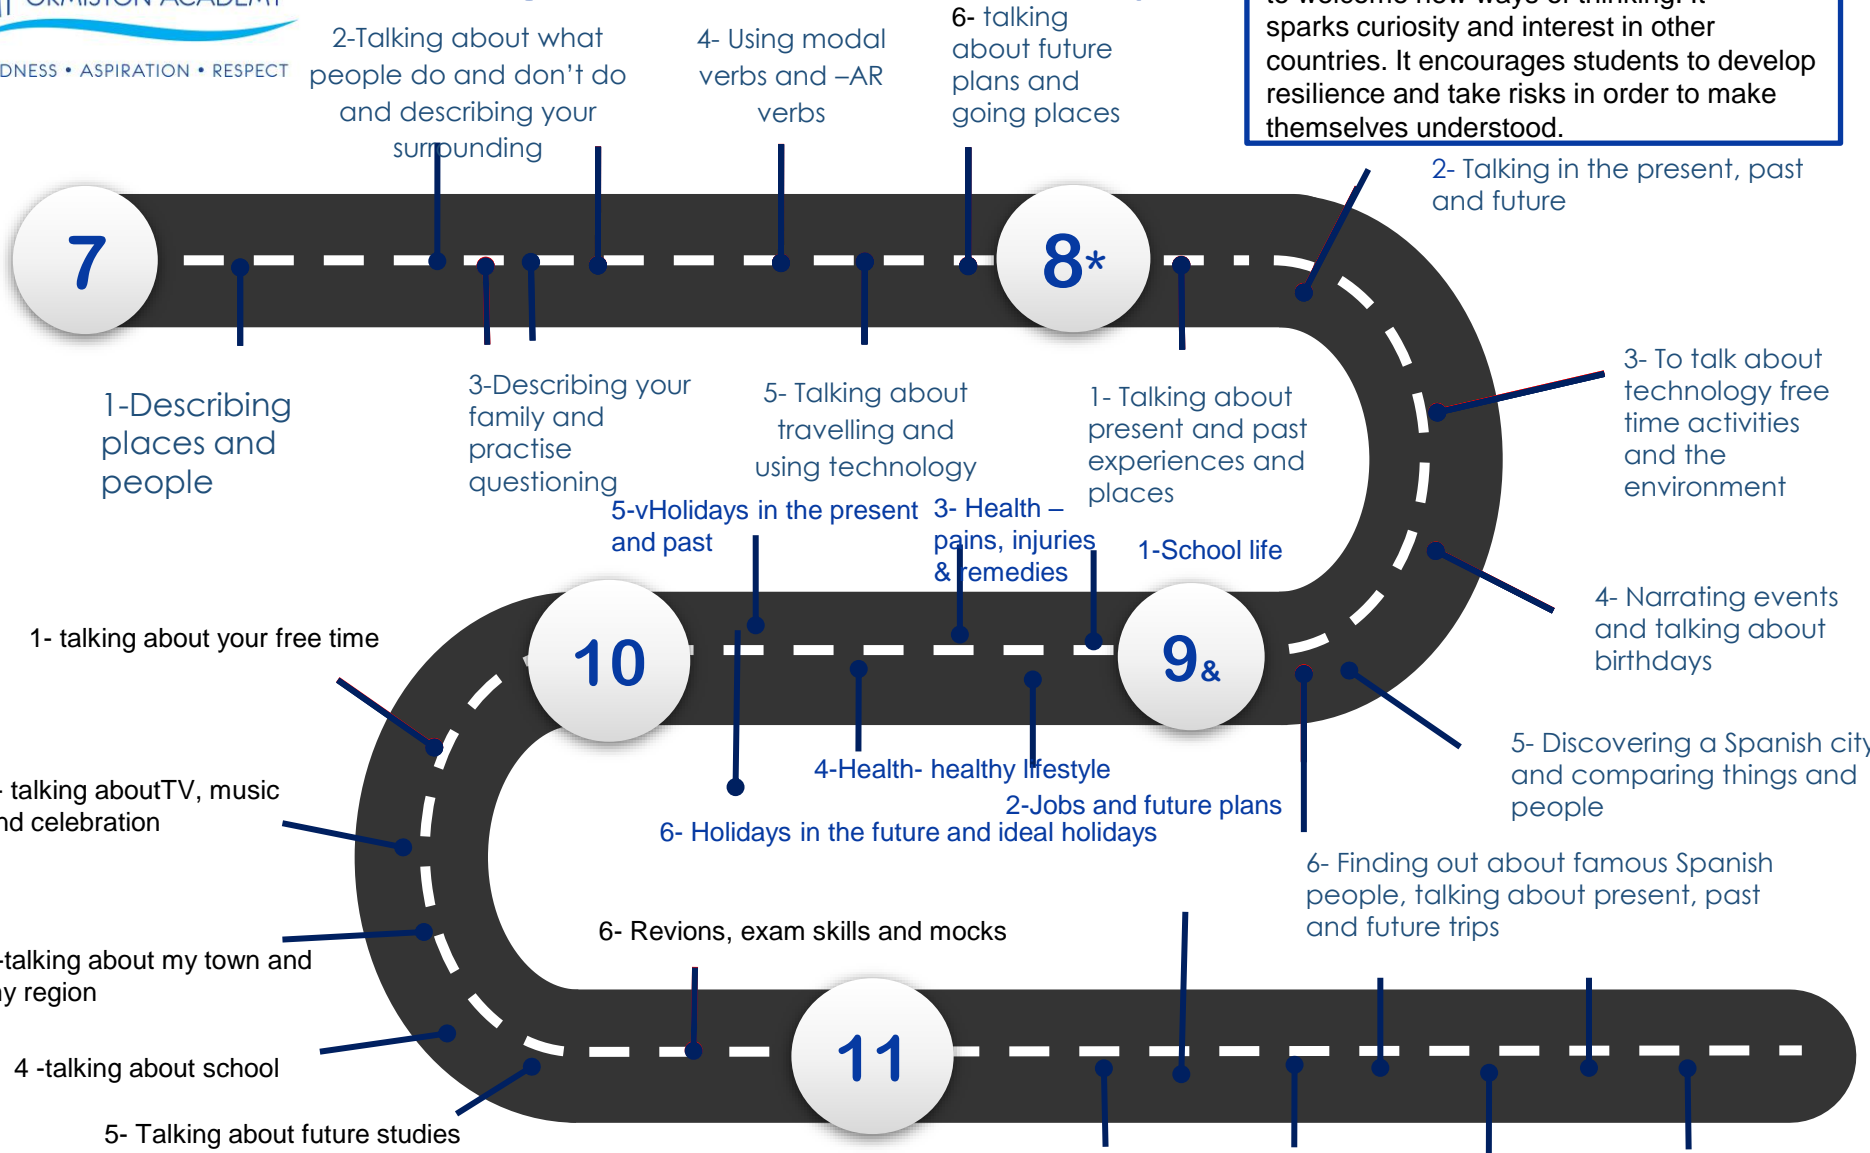 ORMISTON ACADEMY
• ASPIRATION • RESPECT
2-Talking about what
people do and don't do
and describing your
surrounding
4- Using modal
verbs and –AR
verbs
6- talking
about future
plans and
going places
to welcome new ways of thinking. It
sparks curiosity and interest in other
countries. It encourages students to develop
resilience and take risks in order to make
themselves understood.
2- Talking in the present, past
and future
7
8*
1-Describing
places and
people
3-Describing your
family and
practise
questioning
5- Talking about
travelling and
using technology
1- Talking about
present and past
experiences and
places
3- To talk about
technology free
time activities
and the
environment
5-vHolidays in the present
and past
3- Health –
pains, injuries
& remedies
1-School life
4- Narrating events
and talking about
birthdays
1- talking about your free time
10
9&
5- Discovering a Spanish city
and comparing things and
people
4-Health- healthy lifestyle
2-Jobs and future plans
6- Holidays in the future and ideal holidays
- talking aboutTV, music
nd celebration
6- Finding out about famous Spanish
people, talking about present, past
and future trips
6- Revions, exam skills and mocks
-talking about my town and
y region
11
4 -talking about school
5- Talking about future studies